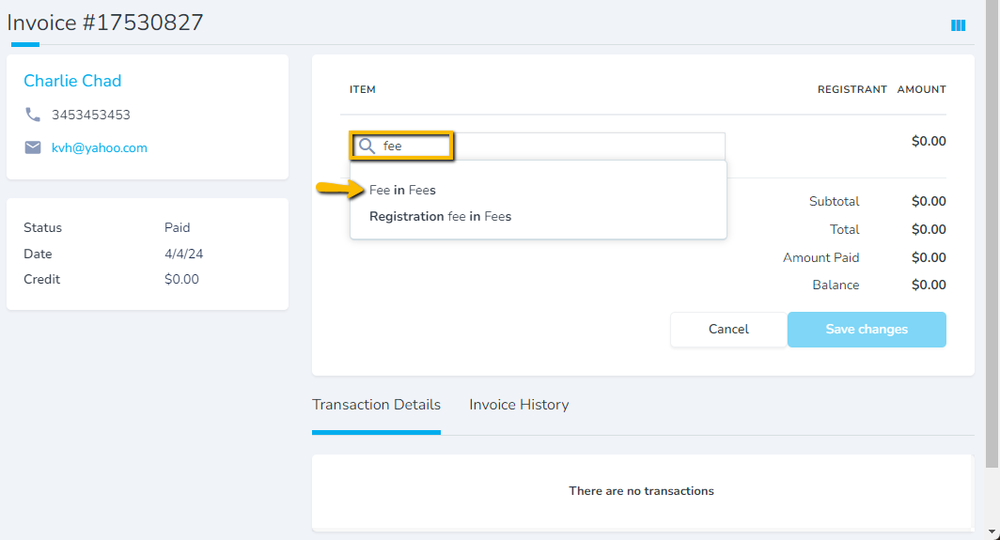 Invoice #17530827
Charlie Chad
3453453453
kvh@yahoo.com
Status Paid
Date 4/4/24
Credit $0.00
ITEM REGISTRANT AMOUNT
fee $0.00
Fee in Fees
Registration fee in Fees
Subtotal $0.00
Total $0.00
Amount Paid $0.00
Balance $0.00
Cancel Save changes
Transaction Details Invoice History
There are no transactions